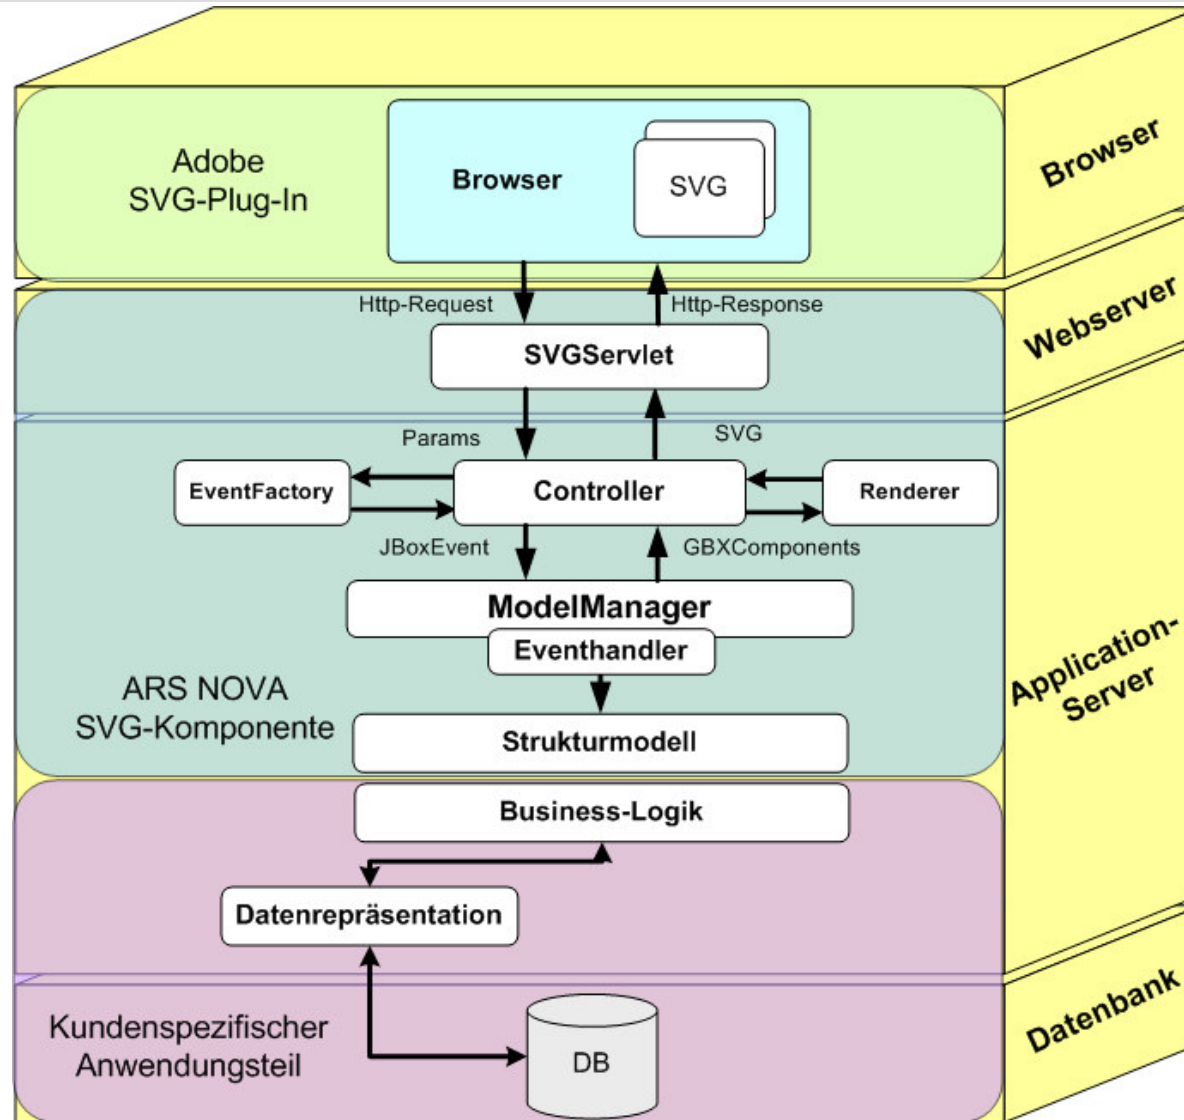 Adobe
SVG-Plug-In
Browser
SVG
Browser
Http-Request
Http-Response
Webserver
SVGServlet
Params
SVG
EventFactory
Controller
Renderer
JBoxEvent
GBXComponents
ModelManager
Eventhandler
Application-
Server
ARS NOVA
SVG-Komponente
Strukturmodell
Business-Logik
Datenrepräsentation
Datenbank
Kundenspezifischer
Anwendungsteil
DB